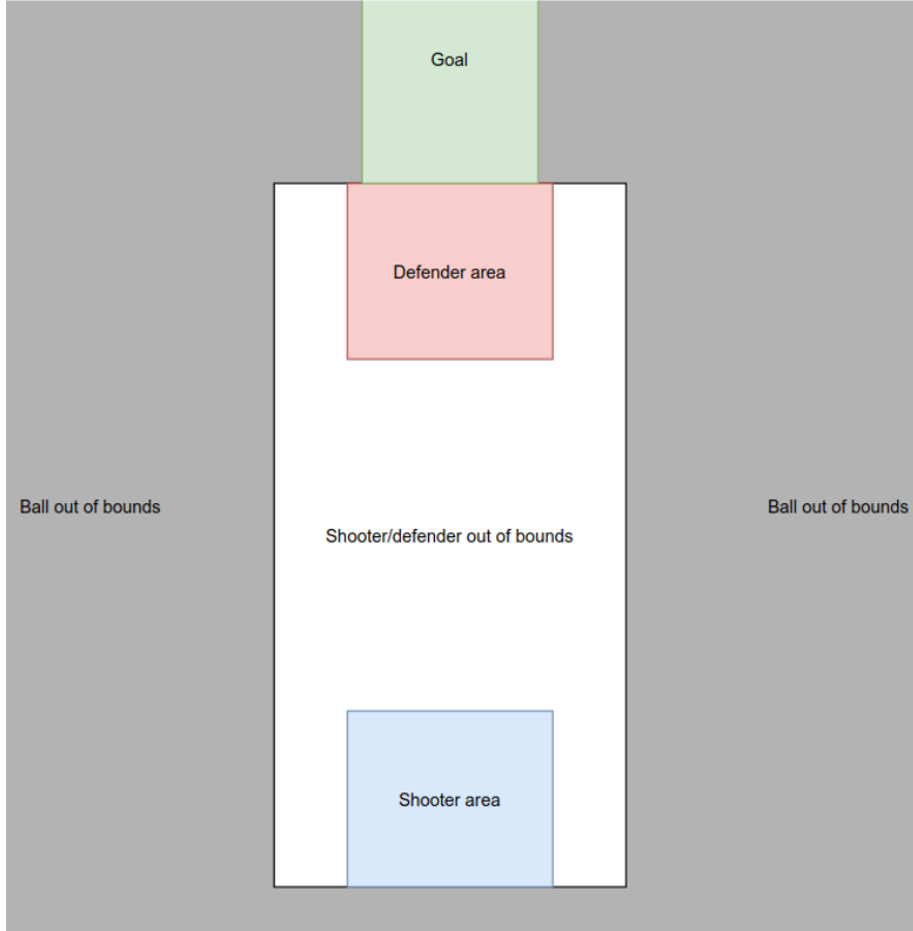 Goal
Defender area
Ball out of bounds
Ball out of bounds
Shooter/defender out of bounds
Shooter area